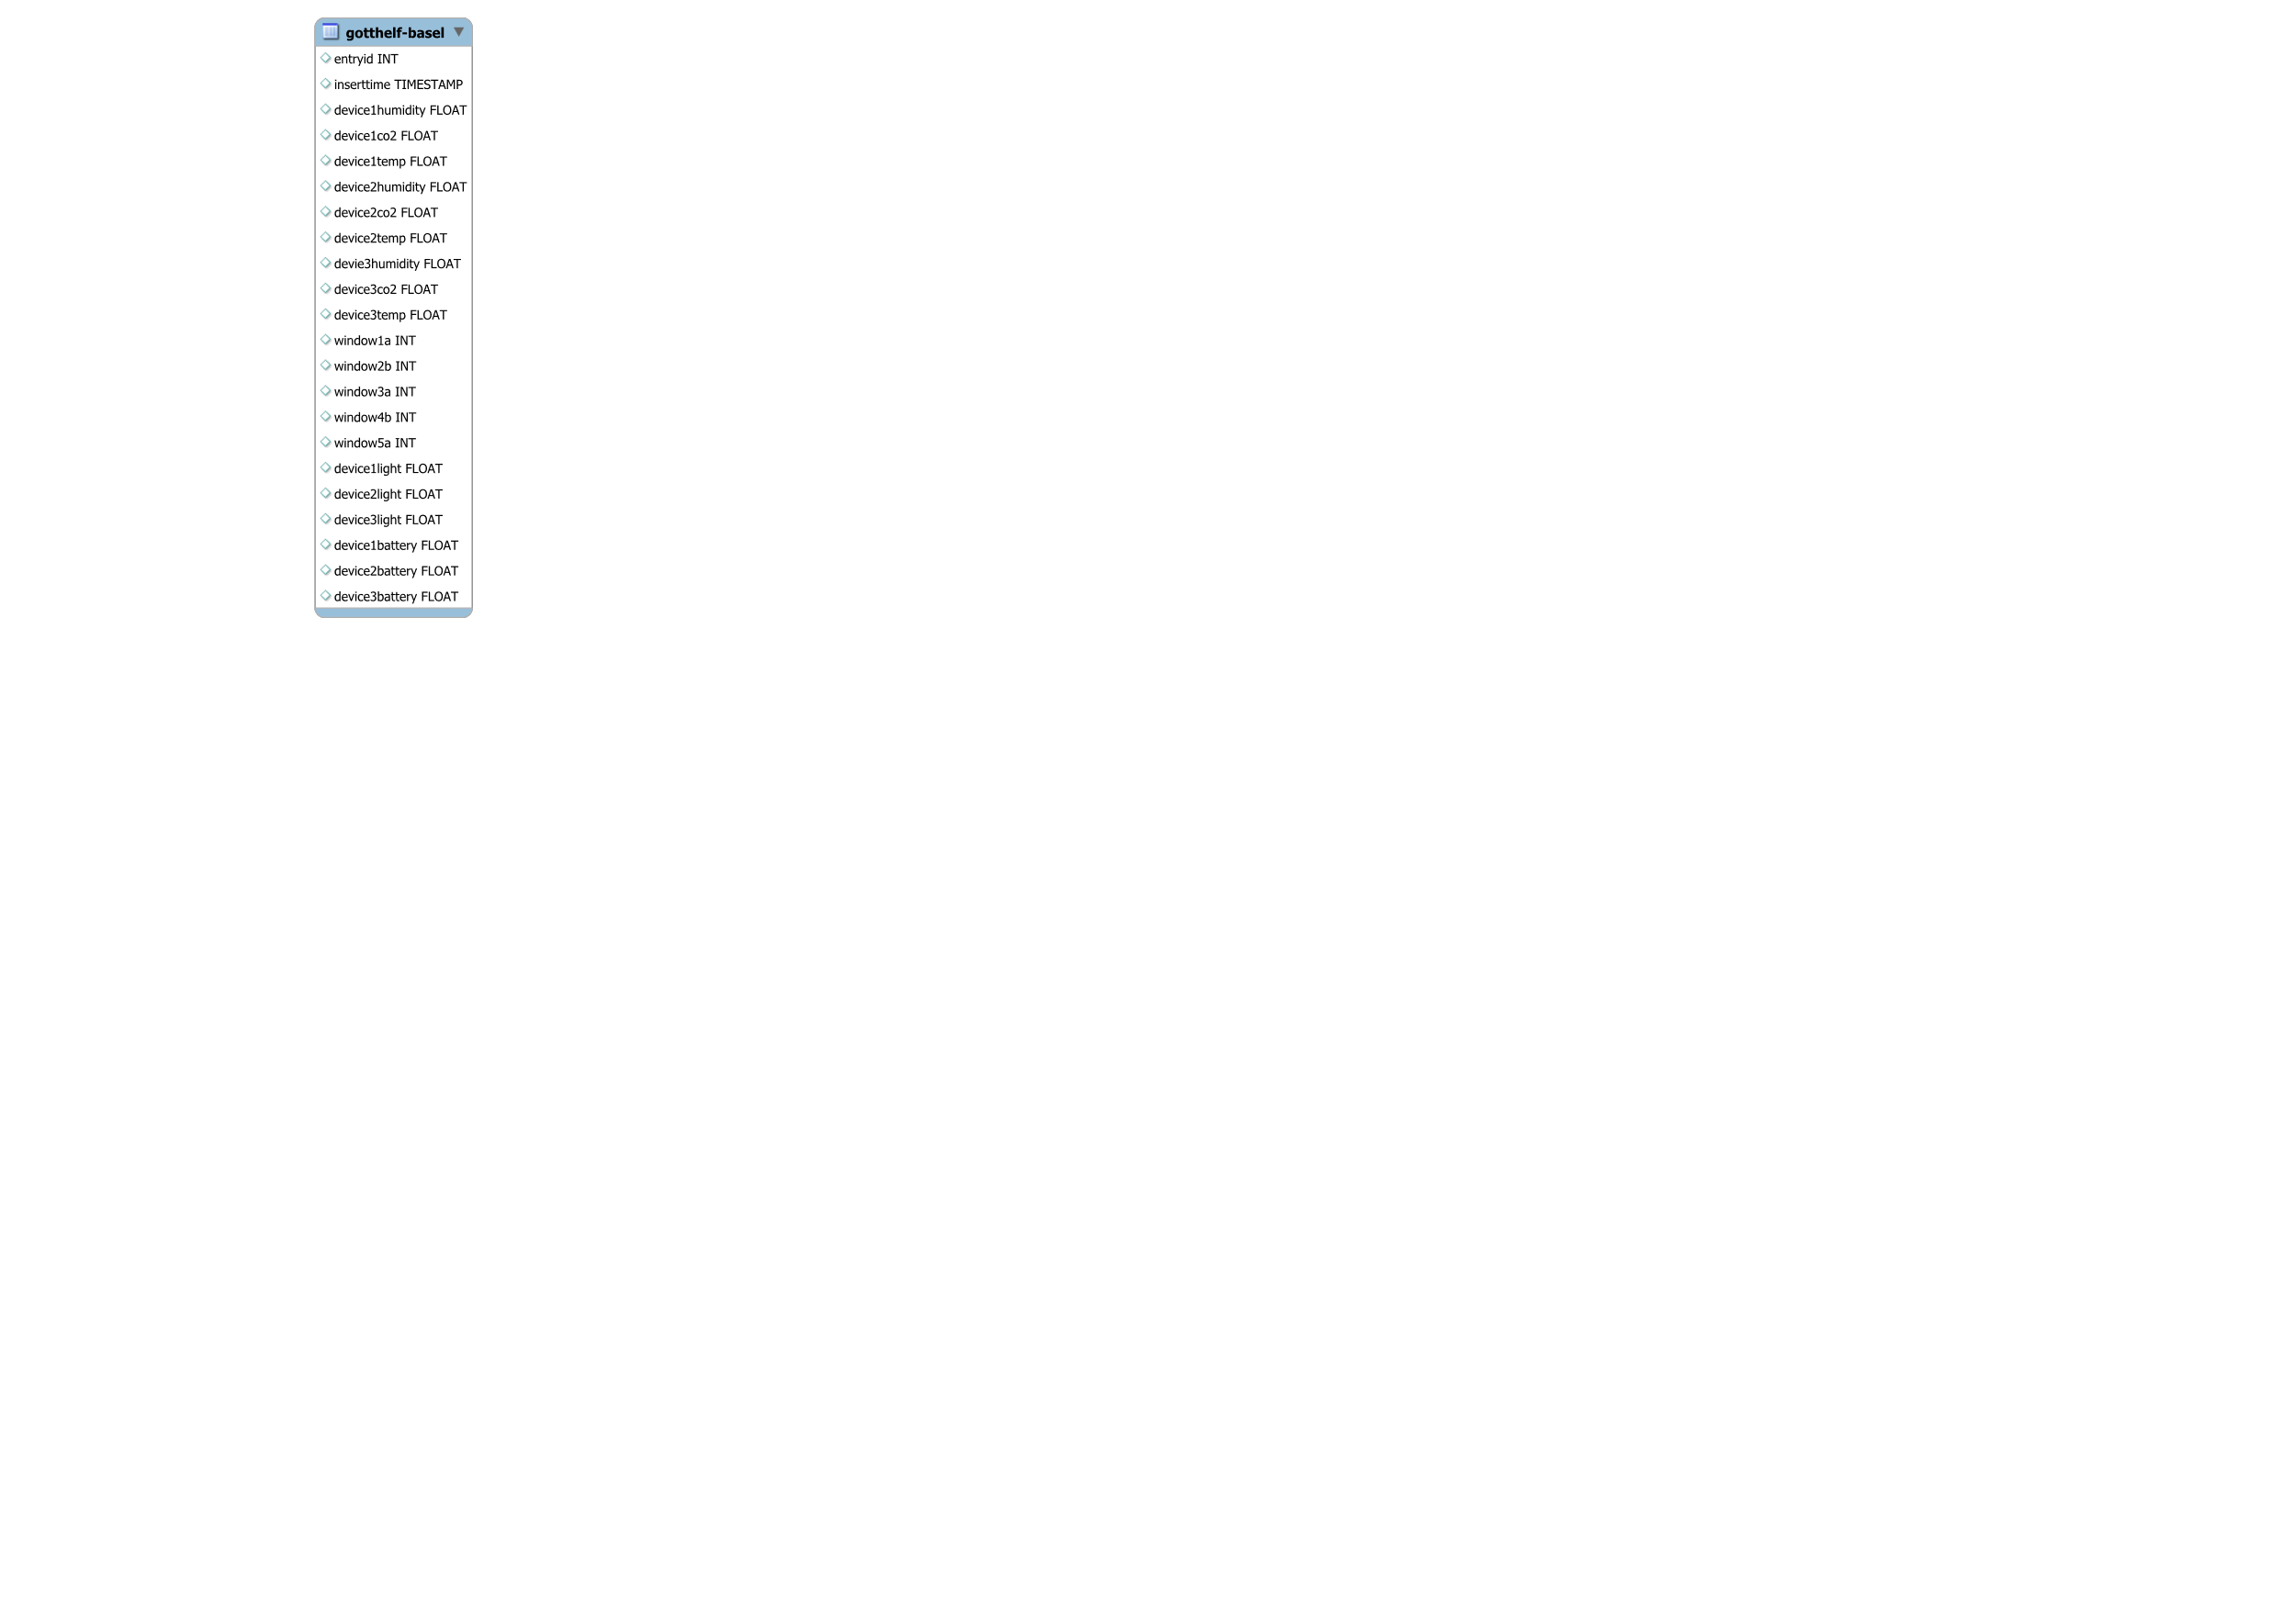 gotthelf-basel
entryid INT
inserttime TIMESTAMP
device1humidity FLOAT
device1co2 FLOAT
device1temp FLOAT
device2humidity FLOAT
device2co2 FLOAT
device2temp FLOAT
devie3humidity FLOAT
device3co2 FLOAT
device3temp FLOAT
window1a INT
window2b INT
window3a INT
window4b INT
window5a INT
device1light FLOAT
device2light FLOAT
device3light FLOAT
device1battery FLOAT
device2battery FLOAT
device3battery FLOAT